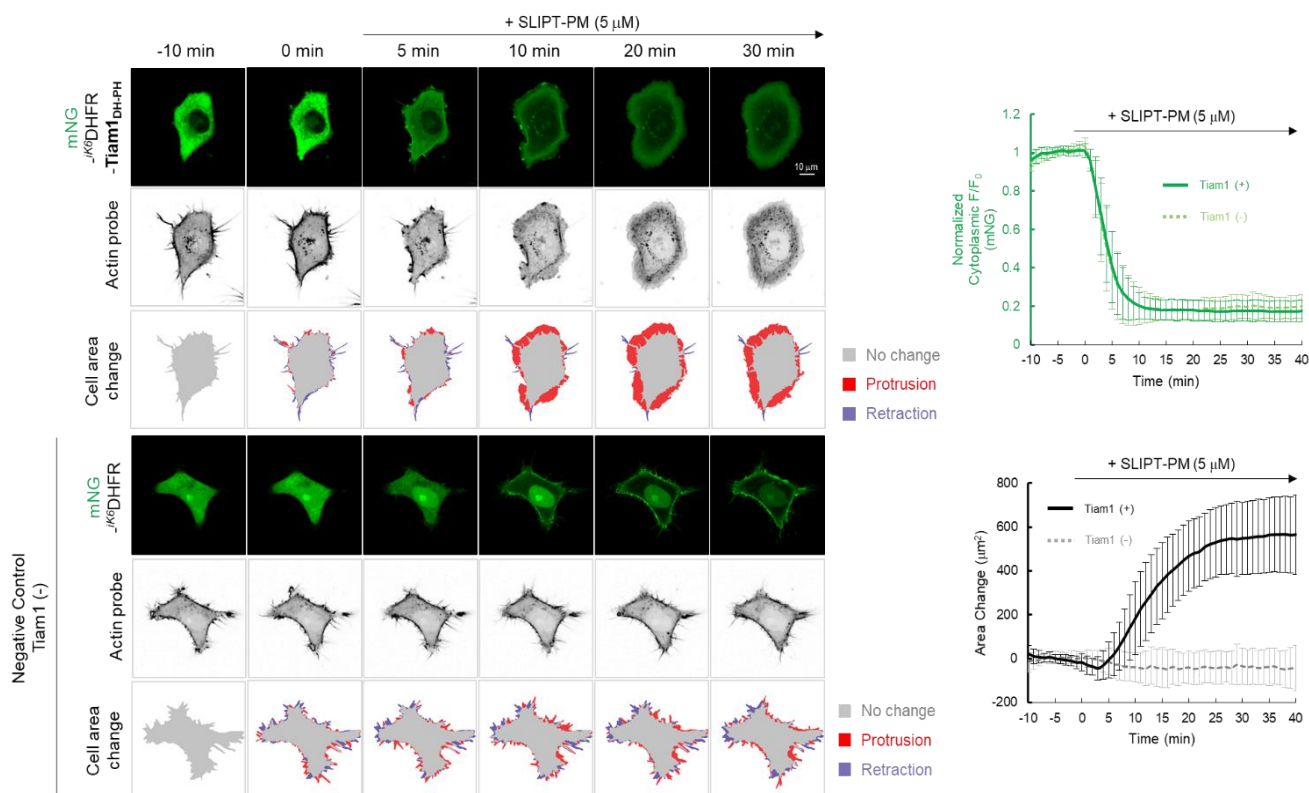 + SLIPT-PM (5 μM)
-10 min 0 min 5 min 10 min 20 min 30 min
mNG
-iK6DHFR
-Tiam1DH-PH
10 μm
Actin probe
Cell area
change
No change
Protrusion
Retraction
Negative Control
Tiam1 (-)
mNG
-iK6DHFR
Actin probe
Cell area
change
No change
Protrusion
Retraction
+ SLIPT-PM (5 μM)
Normalized
Cytoplasmic F/F0
(mNG)
1.2
1
0.8
0.6
0.4
0.2
0
Tiam1 (+)
Tiam1 (-)
-10 -5 0 5 10 15 20 25 30 35 40
Time (min)
+ SLIPT-PM (5 μM)
Area Change (μm²)
800
600
400
200
0
-200
Tiam1 (+)
Tiam1 (-)
-10 -5 0 5 10 15 20 25 30 35 40
Time (min)